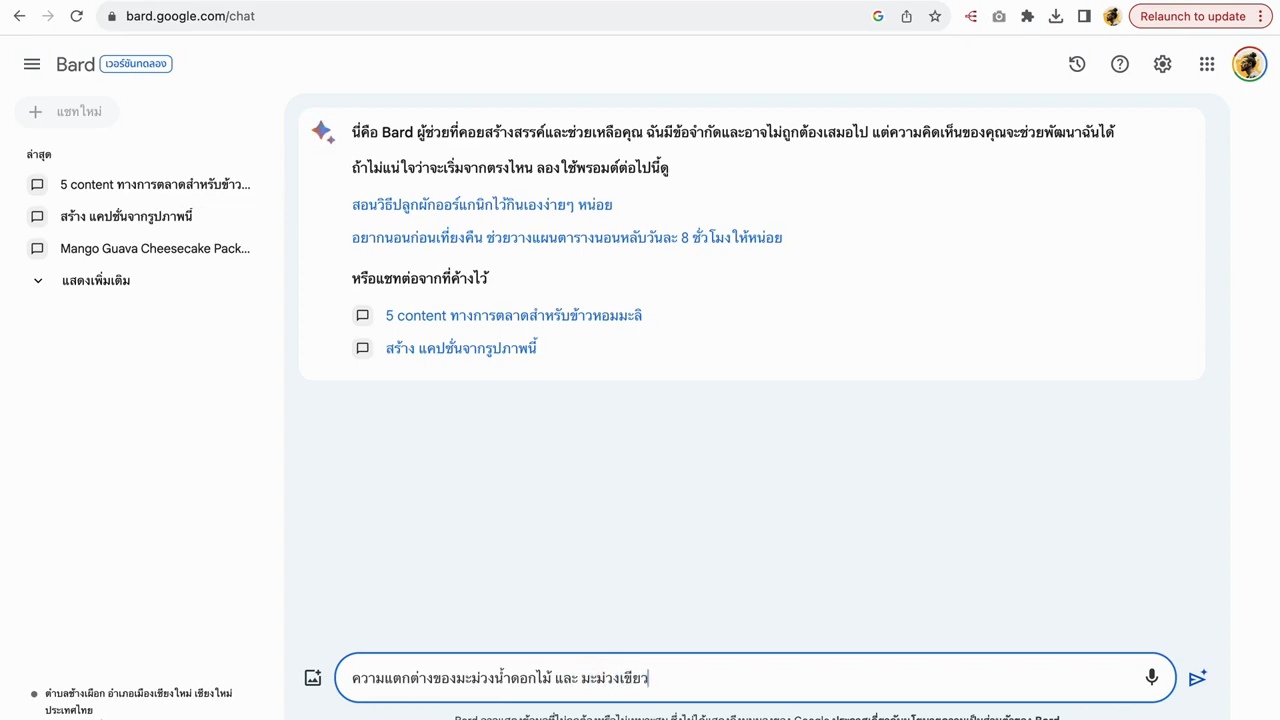 bard.google.com/chat
Relaunch to update
Bard เวอร์ชันทดลอง
แชทใหม่
ล่าสุด
5 content ทางการตลาดสำหรับข้าว...
สร้าง แคปชั่นจากรูปภาพนี้
Mango Guava Cheesecake Pack...
แสดงเพิ่มเติม
นี่คือ Bard ผู้ช่วยที่คอยสร้างสรรค์และช่วยเหลือคุณ ฉันมีข้อจำกัดและอาจไม่ถูกต้องเสมอไป แต่ความคิดเห็นของคุณจะช่วยพัฒนาฉันได้
ถ้าไม่แน่ใจว่าจะเริ่มจากตรงไหน ลองใช้พรอมต์ต่อไปนี้ดู
สอนวิธีปลูกผักออร์แกนิกไว้กินเองง่ายๆ หน่อย
อยากนอนก่อนเที่ยงคืน ช่วยวางแผนตารางนอนหลับวันละ 8 ชั่วโมงให้หน่อย
หรือแชทต่อจากที่ค้างไว้
5 content ทางการตลาดสำหรับข้าวหอมมะลิ
สร้าง แคปชั่นจากรูปภาพนี้
ความแตกต่างของมะม่วงน้ำดอกไม้ และ มะม่วงเขียว
ตำบลช้างเผือก อำเภอเมืองเชียงใหม่ เชียงใหม่
ประเทศไทย